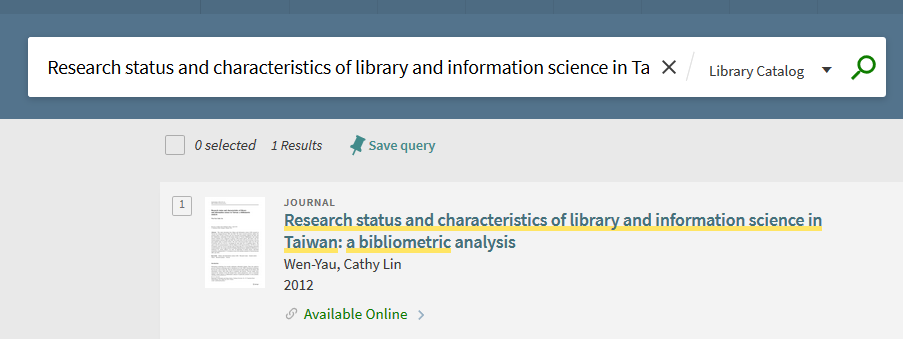 Research status and characteristics of library and information science in Ta
Library Catalog
0 selected 1 Results Save query
1
JOURNAL
Research status and characteristics of library and information science in
Taiwan: a bibliometric analysis
Wen-Yau, Cathy Lin
2012
Available Online